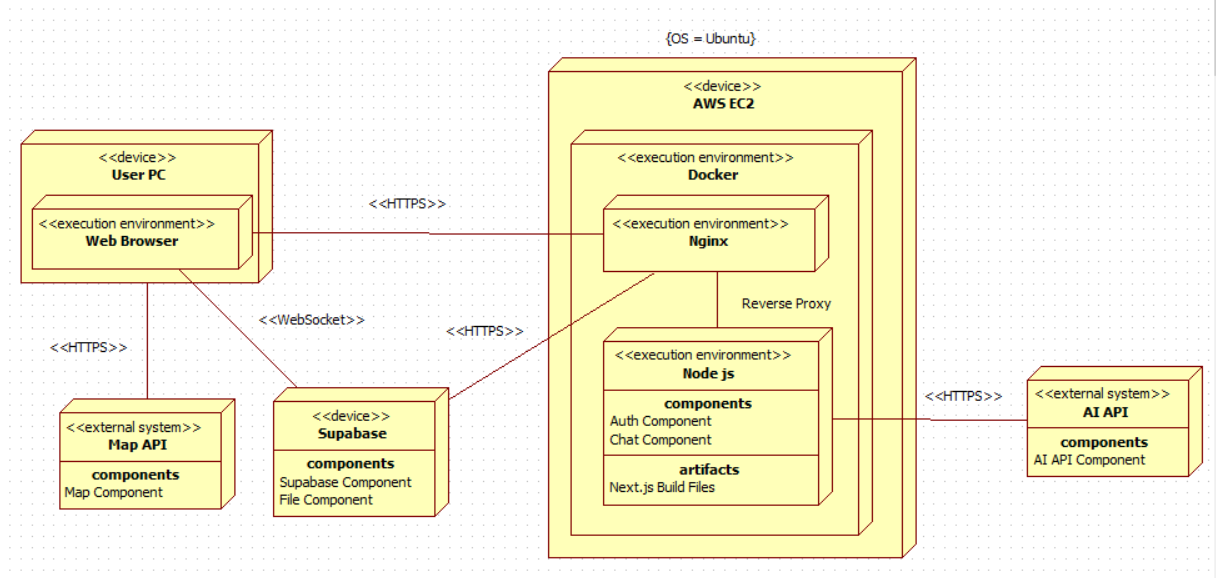 {OS = Ubuntu}
<<device>>
AWS EC2
<<device>>
User PC
<<execution environment>>
Web Browser
<<HTTPS>>
<<execution environment>>
Docker
<<execution environment>>
Nginx
Reverse Proxy
<<WebSocket>>
<<HTTPS>>
<<HTTPS>>
<<execution environment>>
Node js
components
Auth Component
Chat Component
artifacts
Next.js Build Files
<<HTTPS>>
<<external system>>
AI API
components
AI API Component
<<external system>>
Map API
components
Map Component
<<device>>
Supabase
components
Supabase Component
File Component